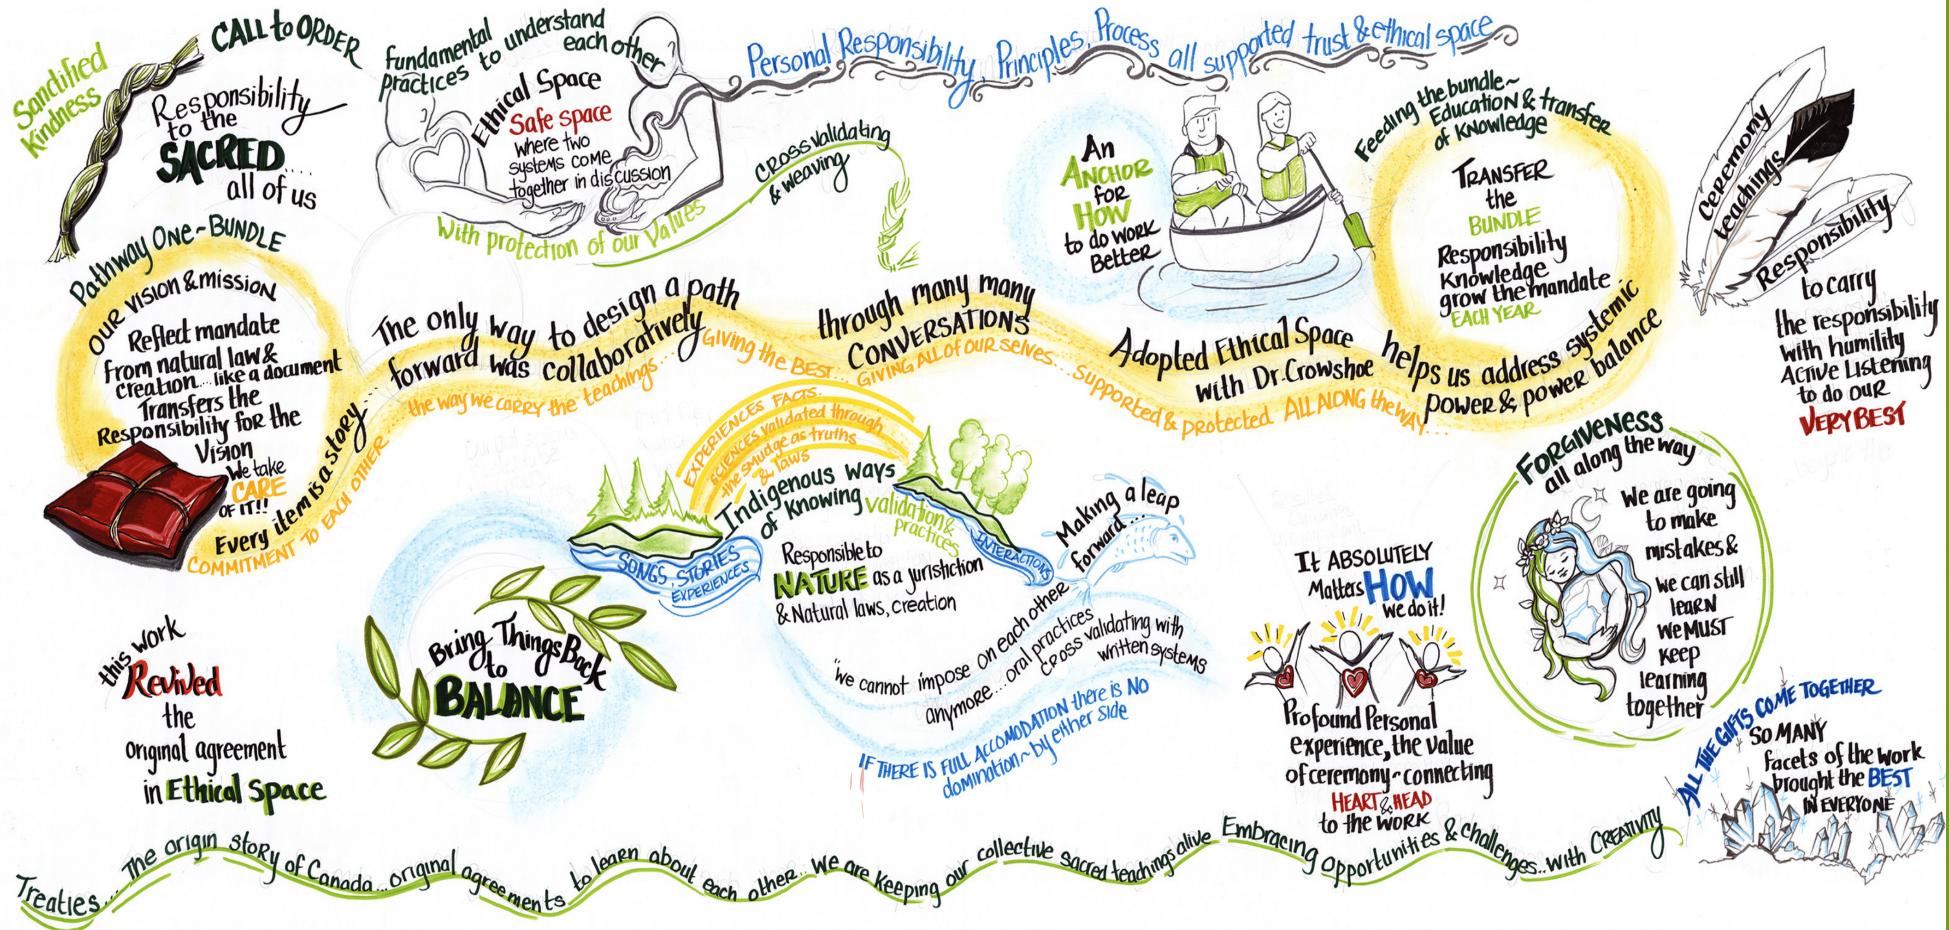 Sanctified
Kindness
CALL to ORDER
Responsibility
to the
SACRED....
all of us
fundamental
practices to understand
each other
Ethical Space
Safe space
where two
systems come
together in discussion
With protection of our values
Cross validating
& weaving
Personal Responsibility, Principles, Process all supported trust & ethical space
An
ANCHOR
for
HOW
to do work
Better
Feeding the bundle~
Education & transfer
of Knowledge
TRANSFER
the
BUNDLE
Responsibility
Knowledge
grow the mandate
EACH YEAR
Ceremony
teachings
Responsibility
to carry
the responsibility
with humility
Active Listening
to do our
VERY BEST
Pathway One~BUNDLE
OUR VISION & MISSION
Reflect mandate
from natural law &
creation... like a document
Transfers the
Responsibility for the
Vision
We take
CARE
OF IT!!
Every item is a story...
COMMITMENT TO EACH OTHER...
The only way to design a path
forward was collaboratively
the way we carry the teachings....
Giving the BEST...
through many many
CONVERSATIONS
GIVING ALL of OUR selves...
supported & protected ALL ALONG the WAY....
Adopted Ethical Space
with Dr. Crowshoe
helps us address systemic
power & power balance
EXPERIENCES FACTS.
SCIENCES validated through
the smudge as truths
& laws
Indigenous ways
of Knowing
validation &
practices
SONGS, STORIES
EXPERIENCES
INTERACTIONS
Responsible to
NATURE as a juristiction
& Natural laws, creation
Making a leap
forward...
"we cannot impose on each other
anymore... oral practices
cross validating with
written systems
IF THERE IS FULL ACCOMODATION there is NO
domination ~ by either side
Bring Things Back
to
BALANCE
this work
Revived
the
original agreement
in Ethical Space
It ABSOLUTELY
Matters HOW
we do it!
Profound Personal
experience, the value
of ceremony~connecting
HEART & HEAD
to the WORK
FORGIVENESS
all along the way
We are going
to make
mistakes &
we can still
learn
we MUST
keep
learning
together
ALL THE GIFTS COME TOGETHER
SO MANY
facets of the work
brought the BEST
IN EVERYONE
Treaties... The origin story of Canada... original agreements to learn about each other... we are keeping our collective sacred teachings alive Embracing opportunities & challenges... with CREATIVITY